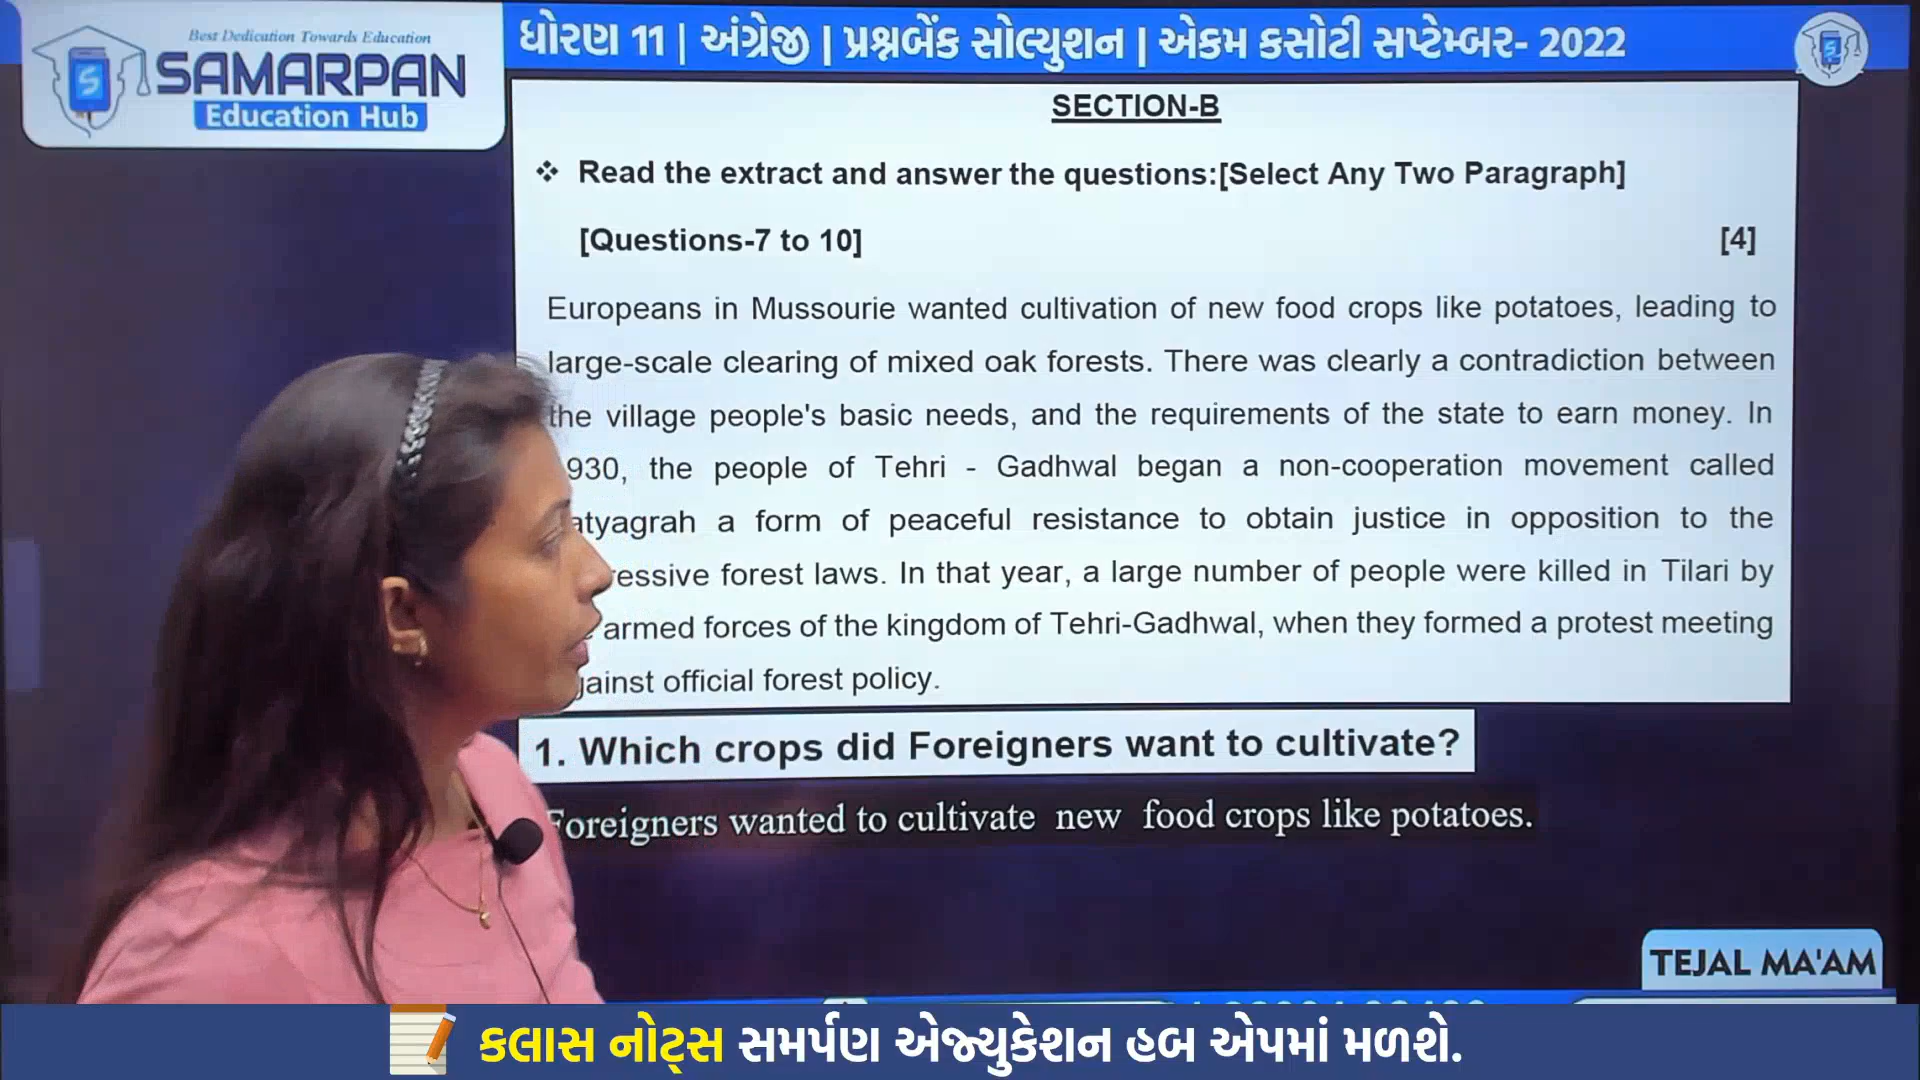 Best Dedication Towards Education
SAMARPAN
Education Hub
ધોરણ 11 | અંગ્રેજી | પ્રશ્નબેંક સોલ્યુશન | એકમ કસોટી સપ્ટેમ્બર- 2022
SECTION-B
❖ Read the extract and answer the questions:[Select Any Two Paragraph]
[Questions-7 to 10] [4]
Europeans in Mussourie wanted cultivation of new food crops like potatoes, leading to
large-scale clearing of mixed oak forests. There was clearly a contradiction between
the village people's basic needs, and the requirements of the state to earn money. In
930, the people of Tehri - Gadhwal began a non-cooperation movement called
atyagrah a form of peaceful resistance to obtain justice in opposition to the
ressive forest laws. In that year, a large number of people were killed in Tilari by
armed forces of the kingdom of Tehri-Gadhwal, when they formed a protest meeting
gainst official forest policy.
1. Which crops did Foreigners want to cultivate?
Foreigners wanted to cultivate new food crops like potatoes.
TEJAL MA'AM
કલાસ નોટ્સ સમર્પણ એજ્યુકેશન હબ એપમાં મળશે.